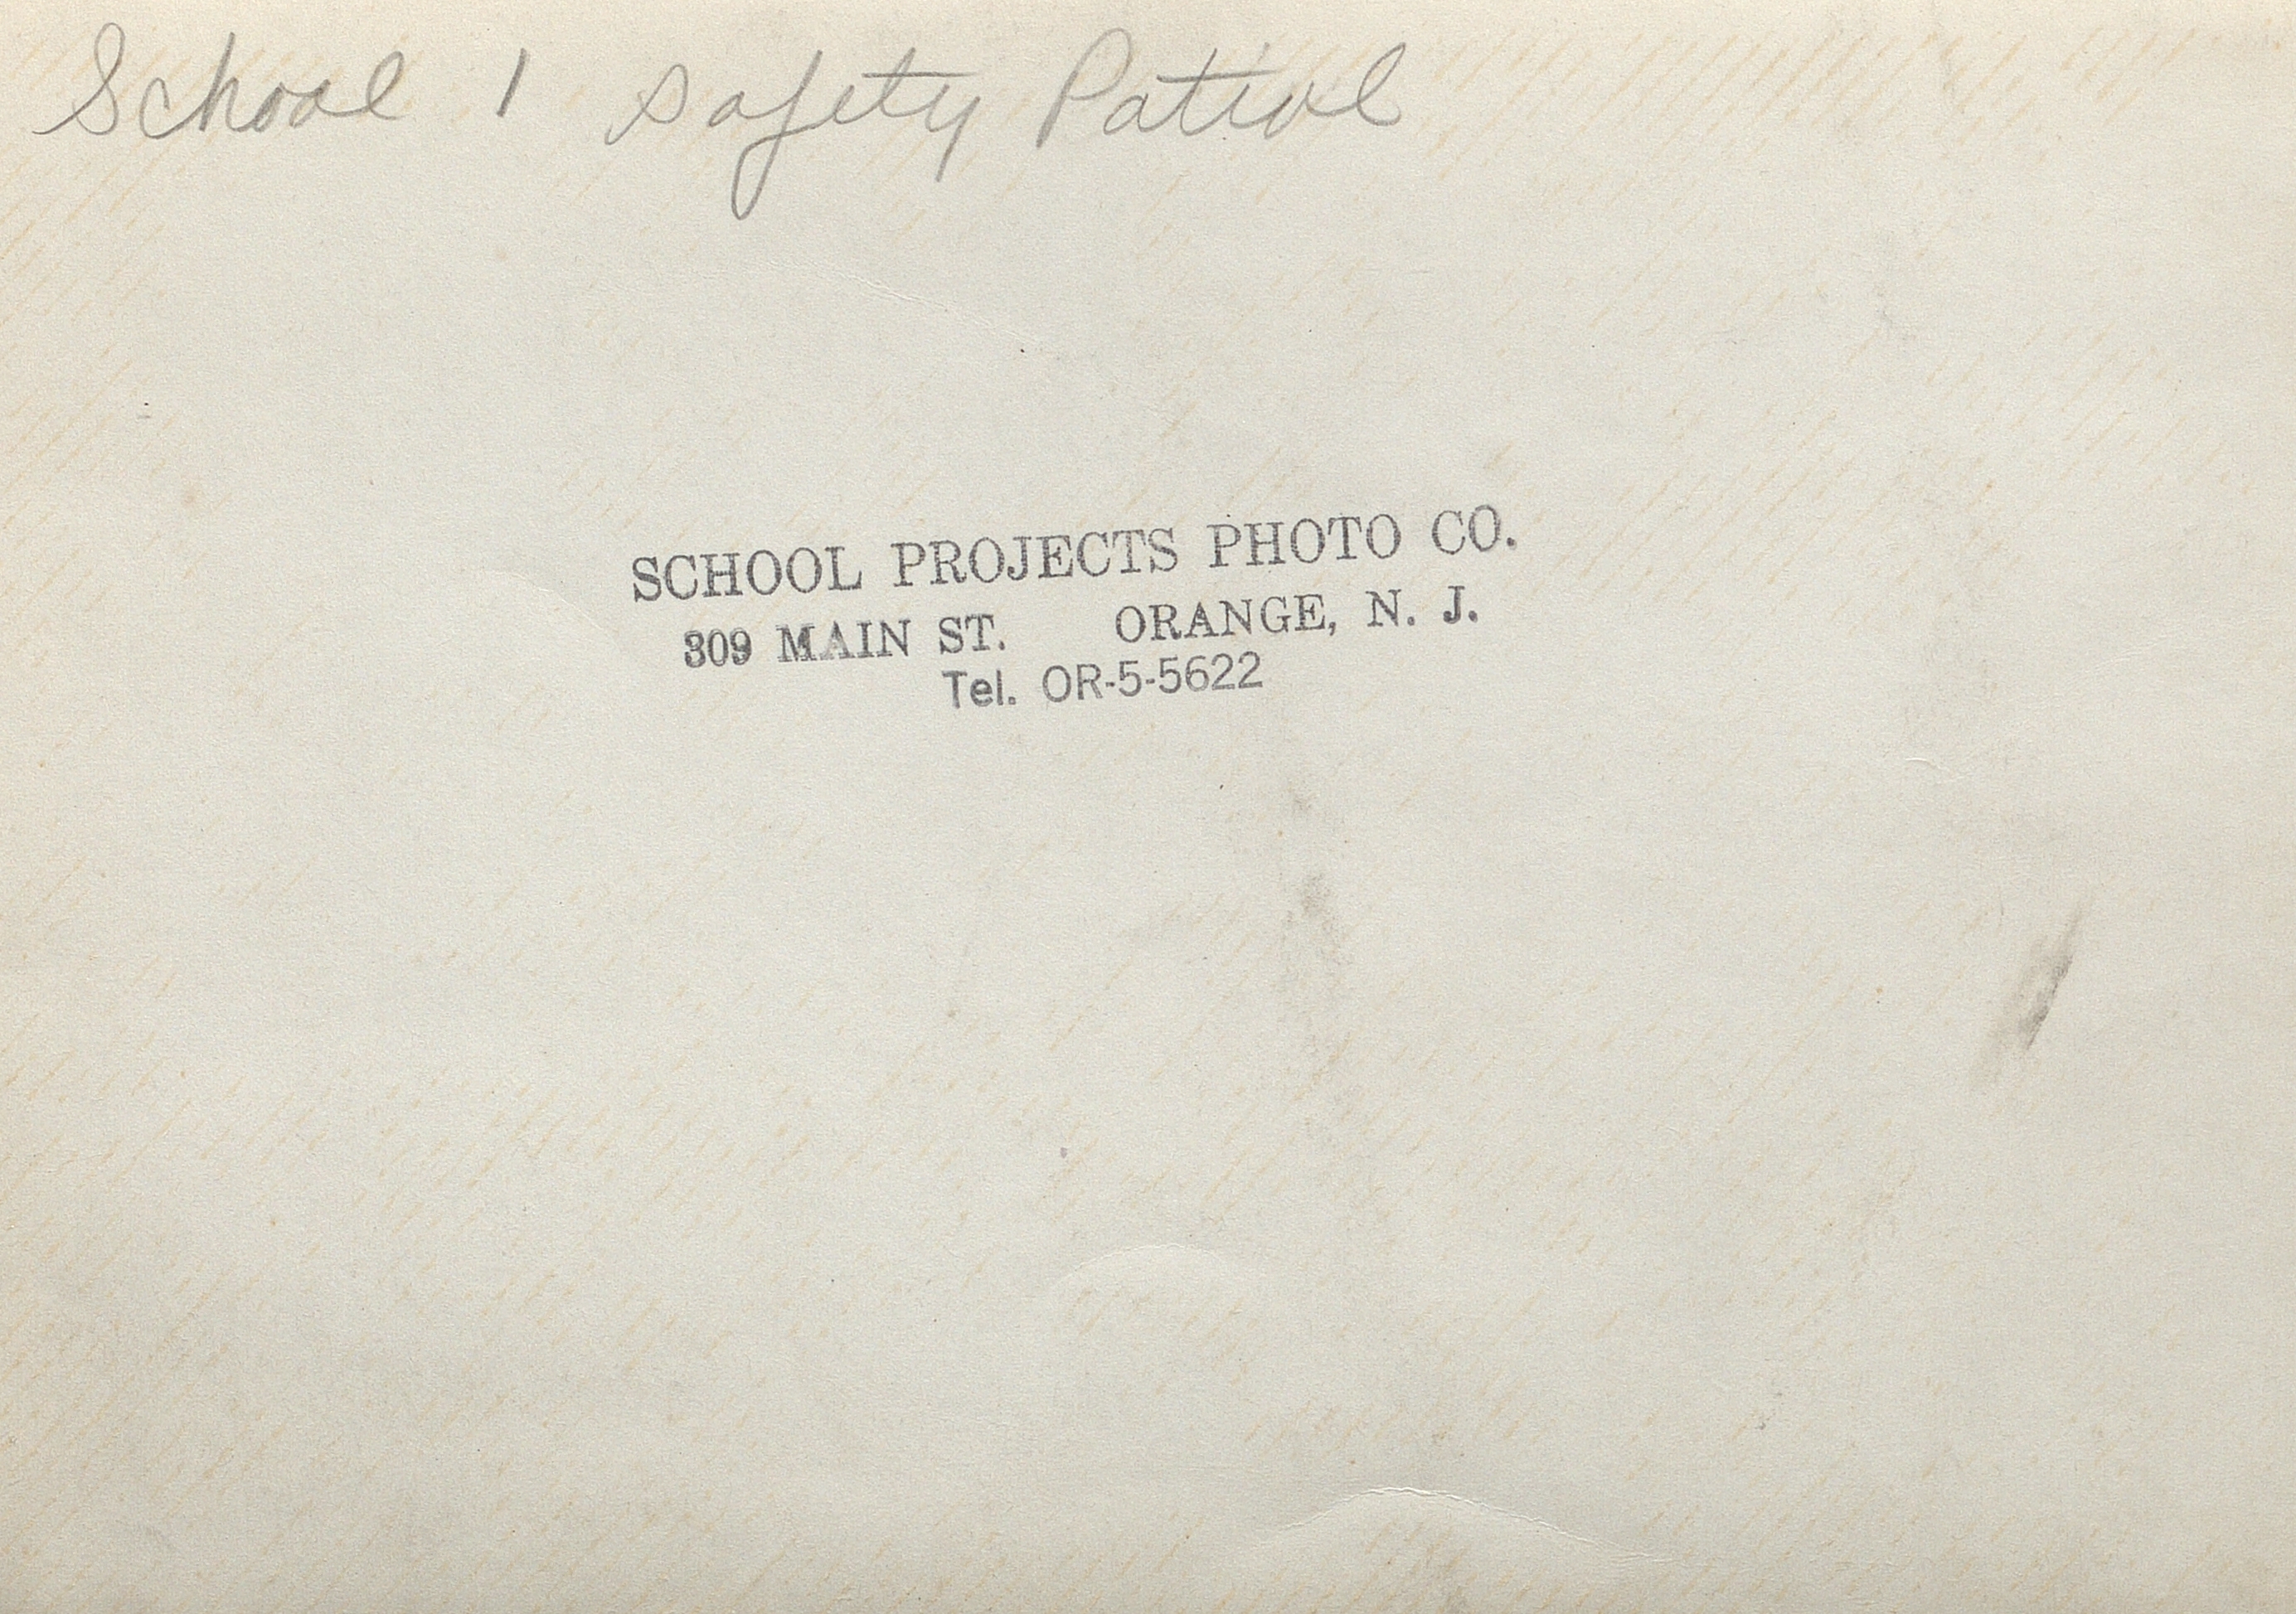 School 1 Safety Patrol
SCHOOL PROJECTS PHOTO CO.
309 MAIN ST. ORANGE, N. J.
Tel. OR-5-5622